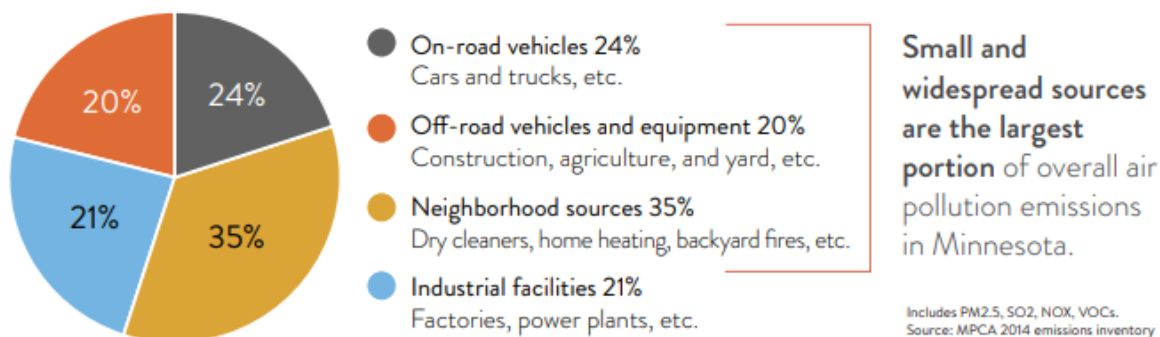 20%
24%
21%
35%
On-road vehicles 24%
Cars and trucks, etc.
Off-road vehicles and equipment 20%
Construction, agriculture, and yard, etc.
Neighborhood sources 35%
Dry cleaners, home heating, backyard fires, etc.
Industrial facilities 21%
Factories, power plants, etc.
Small and
widespread sources
are the largest
portion of overall air
pollution emissions
in Minnesota.
Includes PM2.5, SO2, NOX, VOCs.
Source: MPCA 2014 emissions inventory